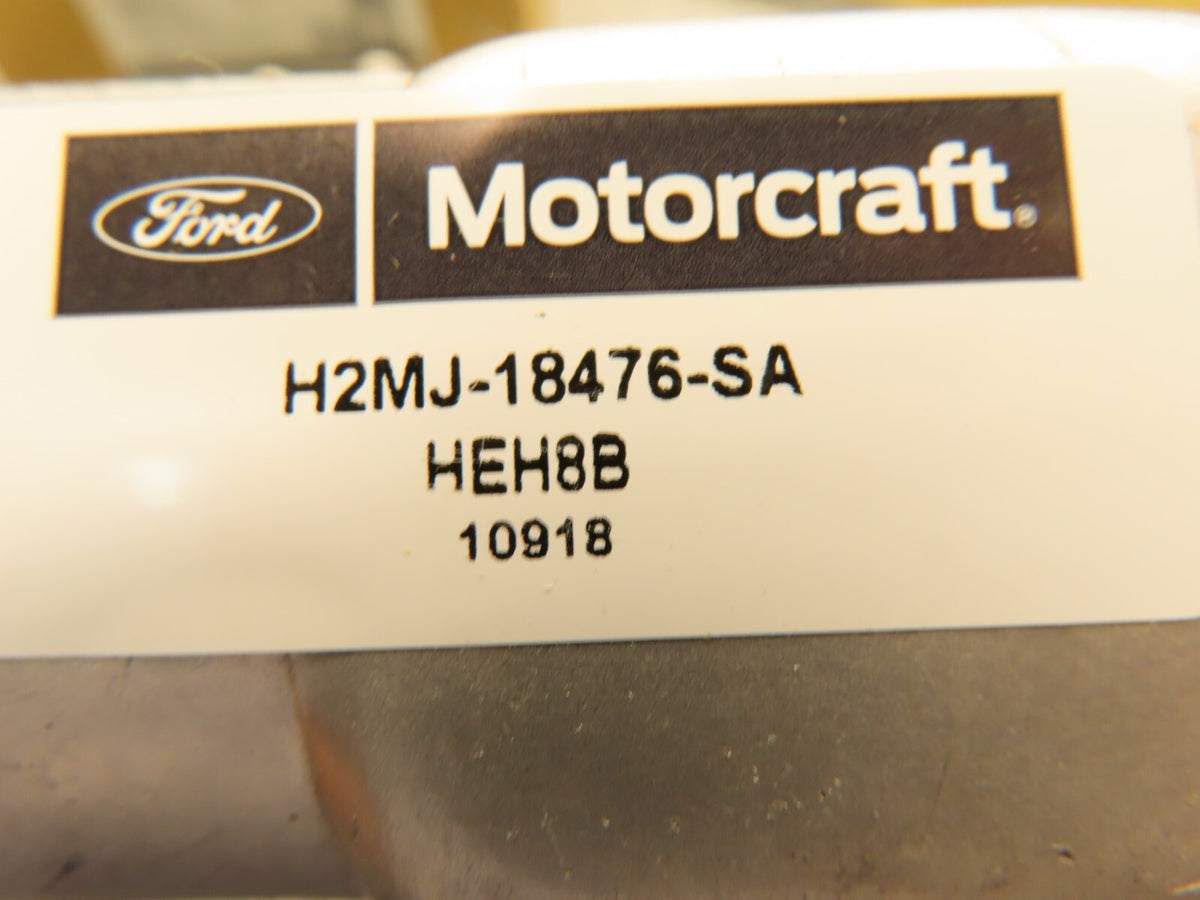 Ford Motorcraft®
H2MJ-18476-SA
HEH8B
10918